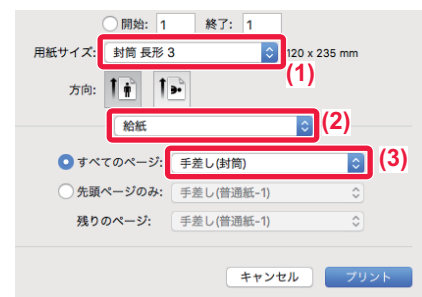 開始: 1 終了: 1
用紙サイズ: 封筒 長形 3 120 x 235 mm
(1)
方向:
給紙 (2)
すべてのページ: 手差し(封筒) (3)
先頭ページのみ: 手差し(普通紙-1)
残りのページ: 手差し(普通紙-1)
キャンセル プリント